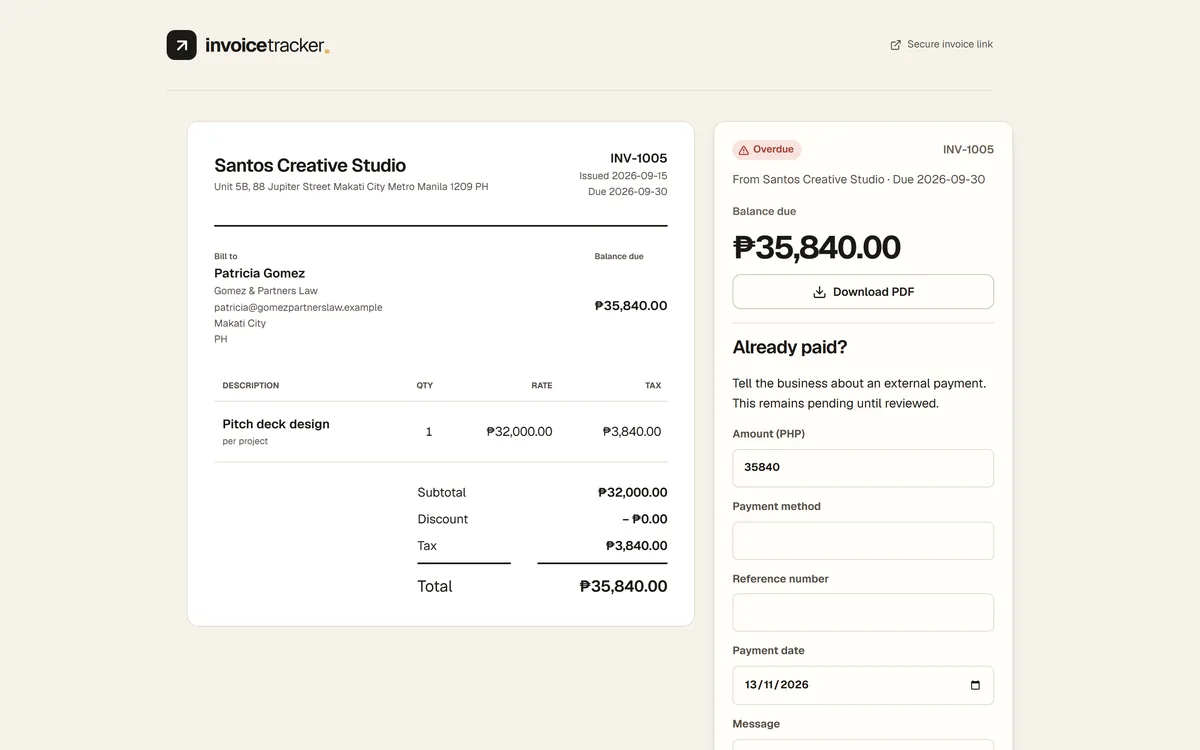 invoicetracker.
Secure invoice link
Santos Creative Studio
Unit 5B, 88 Jupiter Street Makati City Metro Manila 1209 PH
INV-1005
Issued 2026-09-15
Due 2026-09-30
Bill to
Patricia Gomez
Gomez & Partners Law
patricia@gomezpartnerslaw.example
Makati City
PH
Balance due
₱35,840.00
DESCRIPTION QTY RATE TAX
Pitch deck design 1 ₱32,000.00 ₱3,840.00
per project
Subtotal ₱32,000.00
Discount – ₱0.00
Tax ₱3,840.00
Total ₱35,840.00
Overdue INV-1005
From Santos Creative Studio · Due 2026-09-30
Balance due
₱35,840.00
Download PDF
Already paid?
Tell the business about an external payment.
This remains pending until reviewed.
Amount (PHP)
35840
Payment method
Reference number
Payment date
13/11/2026
Message